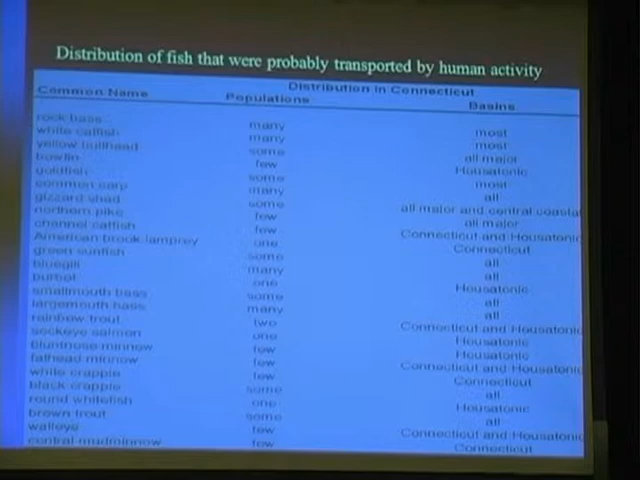 Distribution of fish that were probably transported by human activity
Distribution in Connecticut
Common Name Populations Basins
rock bass many most
white catfish many most
yellow bullhead some all major
bowfin few Housatonic
goldfish some most
common carp many all
gizzard shad some all major and central coastal
northern pike few all major
channel catfish few Connecticut and Housatonic
American brook lamprey one Connecticut
green sunfish some all
bluegill many all
burbot one Housatonic
smallmouth bass some all
largemouth bass many all
rainbow trout two Connecticut and Housatonic
sockeye salmon one Housatonic
bluntnose minnow few Housatonic
fathead minnow few Connecticut and Housatonic
white crappie few Connecticut
black crappie some all
round whitefish one Housatonic
brown trout some all
walleye few Connecticut and Housatonic
central mudminnow few Connecticut